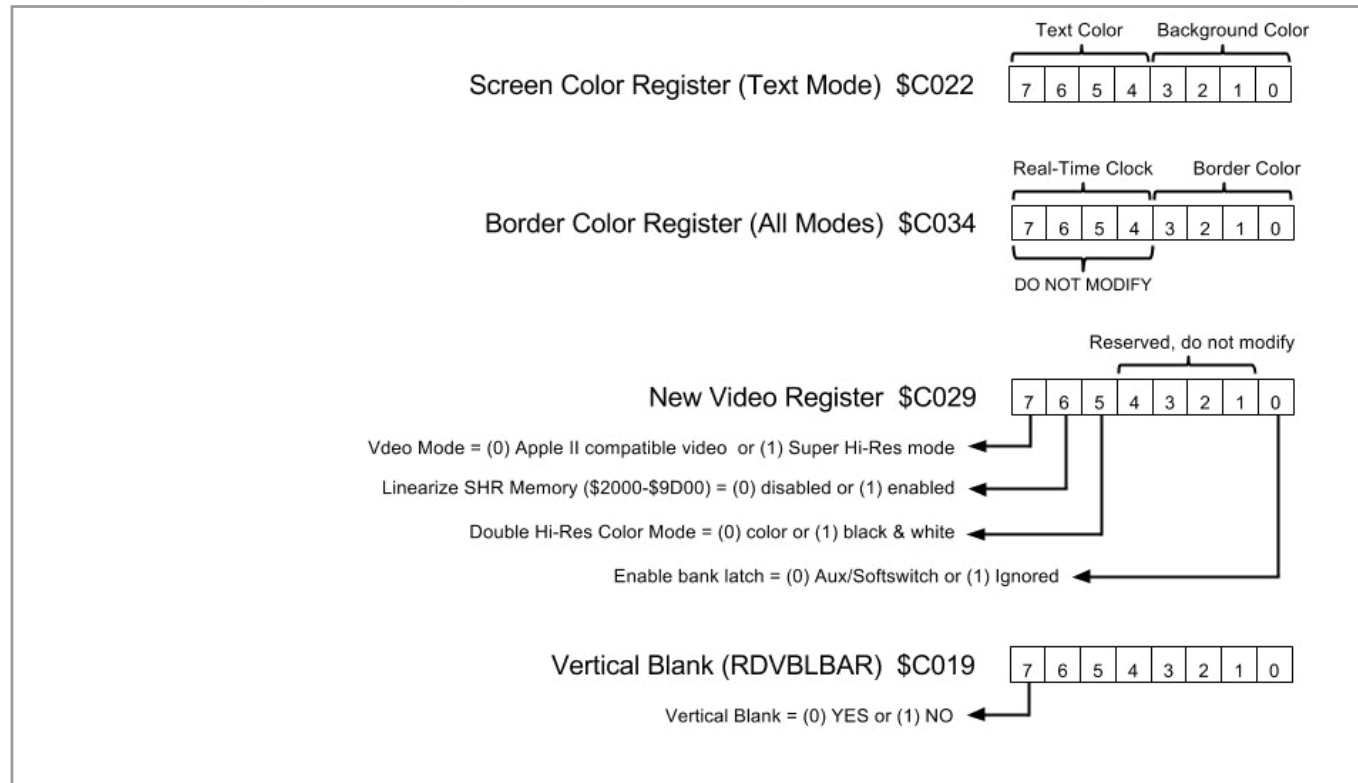 Text Color Background Color
Screen Color Register (Text Mode) $C022 7 6 5 4 3 2 1 0
Real-Time Clock Border Color
Border Color Register (All Modes) $C034 7 6 5 4 3 2 1 0
DO NOT MODIFY
Reserved, do not modify
New Video Register $C029 7 6 5 4 3 2 1 0
Vdeo Mode = (0) Apple II compatible video or (1) Super Hi-Res mode
Linearize SHR Memory ($2000-$9D00) = (0) disabled or (1) enabled
Double Hi-Res Color Mode = (0) color or (1) black & white
Enable bank latch = (0) Aux/Softswitch or (1) Ignored
Vertical Blank (RDVBLBAR) $C019 7 6 5 4 3 2 1 0
Vertical Blank = (0) YES or (1) NO